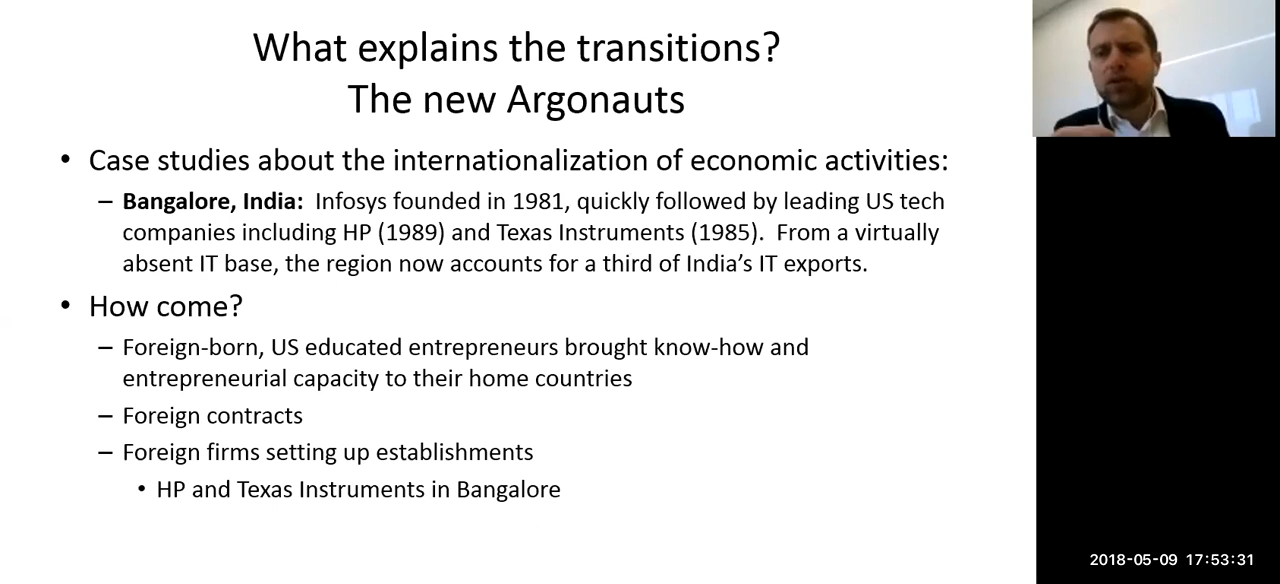 What explains the transitions?
The new Argonauts
• Case studies about the internationalization of economic activities:
– Bangalore, India:  Infosys founded in 1981, quickly followed by leading US tech
companies including HP (1989) and Texas Instruments (1985).  From a virtually
absent IT base, the region now accounts for a third of India’s IT exports.
• How come?
– Foreign-born, US educated entrepreneurs brought know-how and
entrepreneurial capacity to their home countries
– Foreign contracts
– Foreign firms setting up establishments
• HP and Texas Instruments in Bangalore
2018-05-09 17:53:31